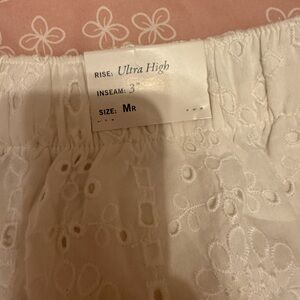 RISE: Ultra High
INSEAM: 3"
SIZE: MR